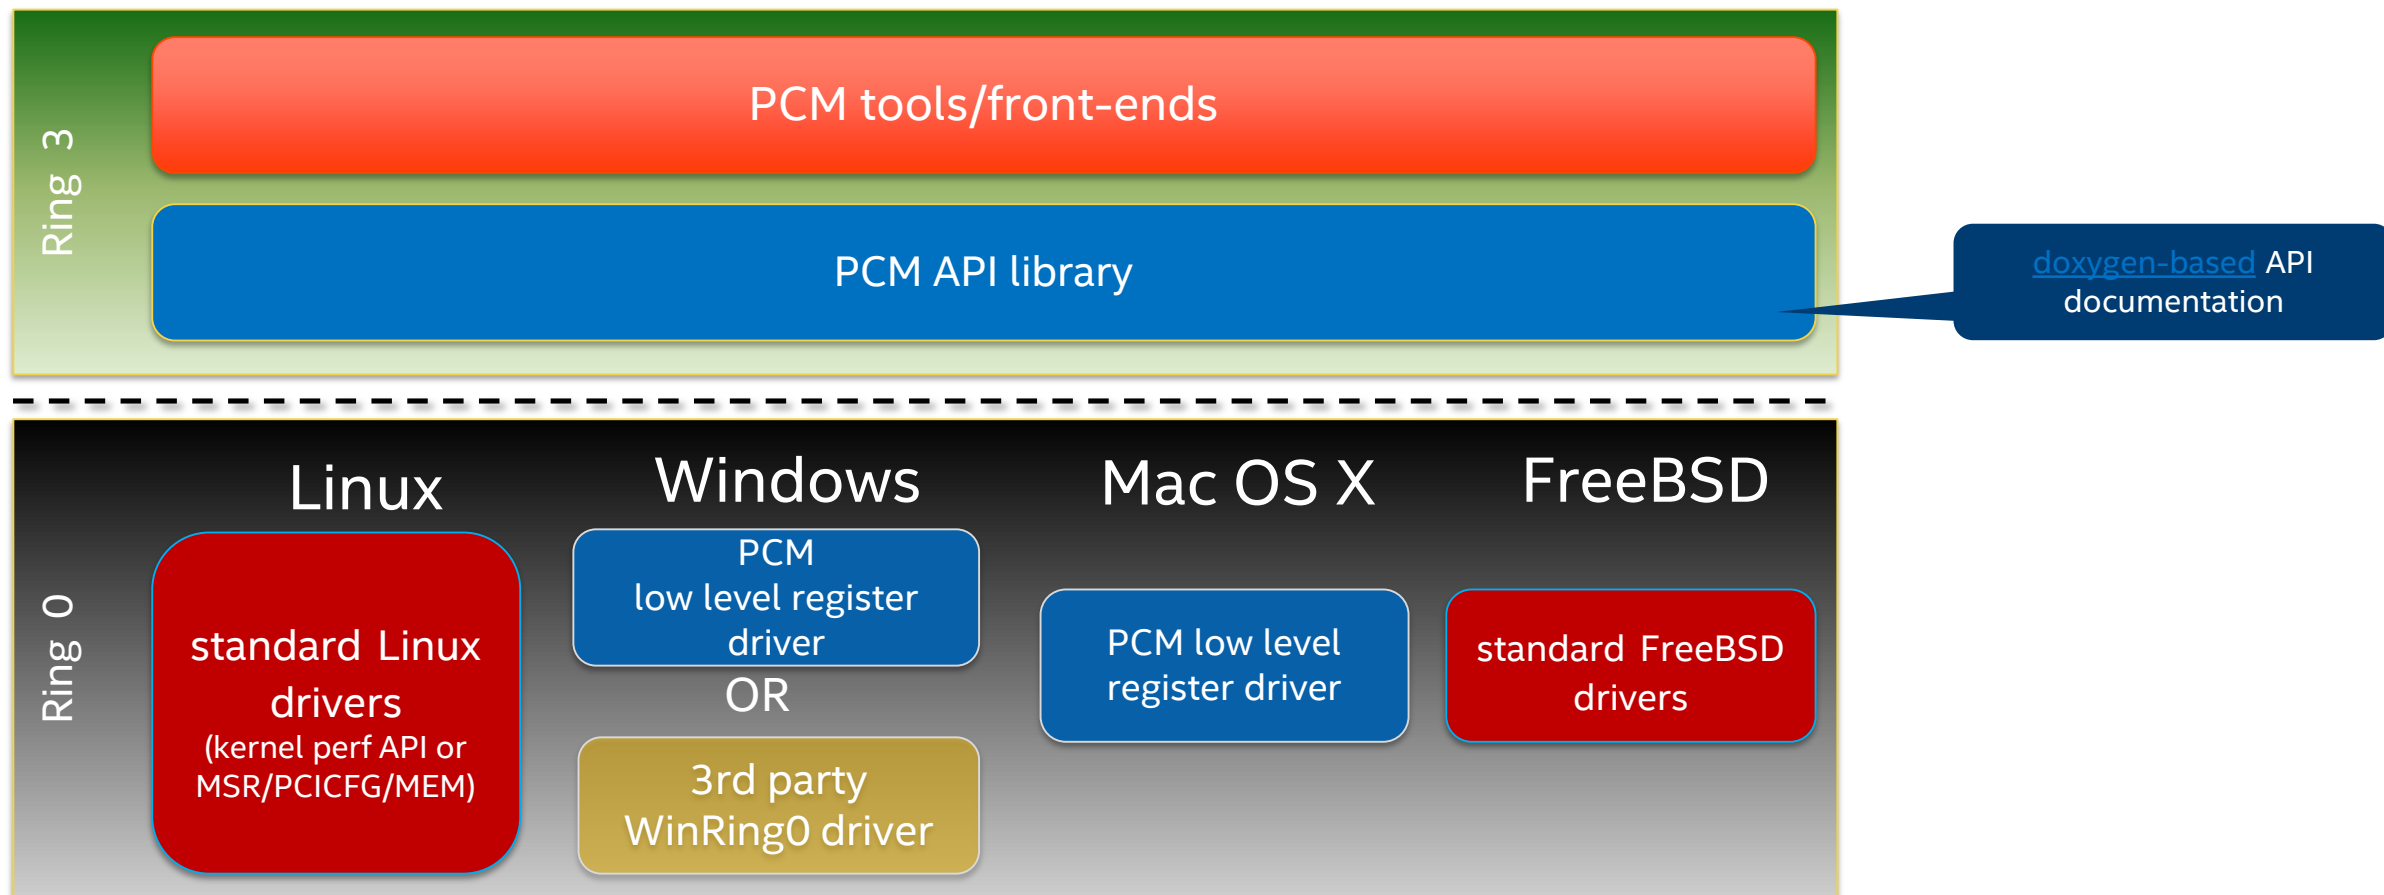 Ring 3
PCM tools/front-ends
PCM API library
doxygen-based API
documentation
Ring 0
Linux
standard Linux
drivers
(kernel perf API or
MSR/PCICFG/MEM)
Windows
PCM
low level register
driver
OR
3rd party
WinRing0 driver
Mac OS X
PCM low level
register driver
FreeBSD
standard FreeBSD
drivers